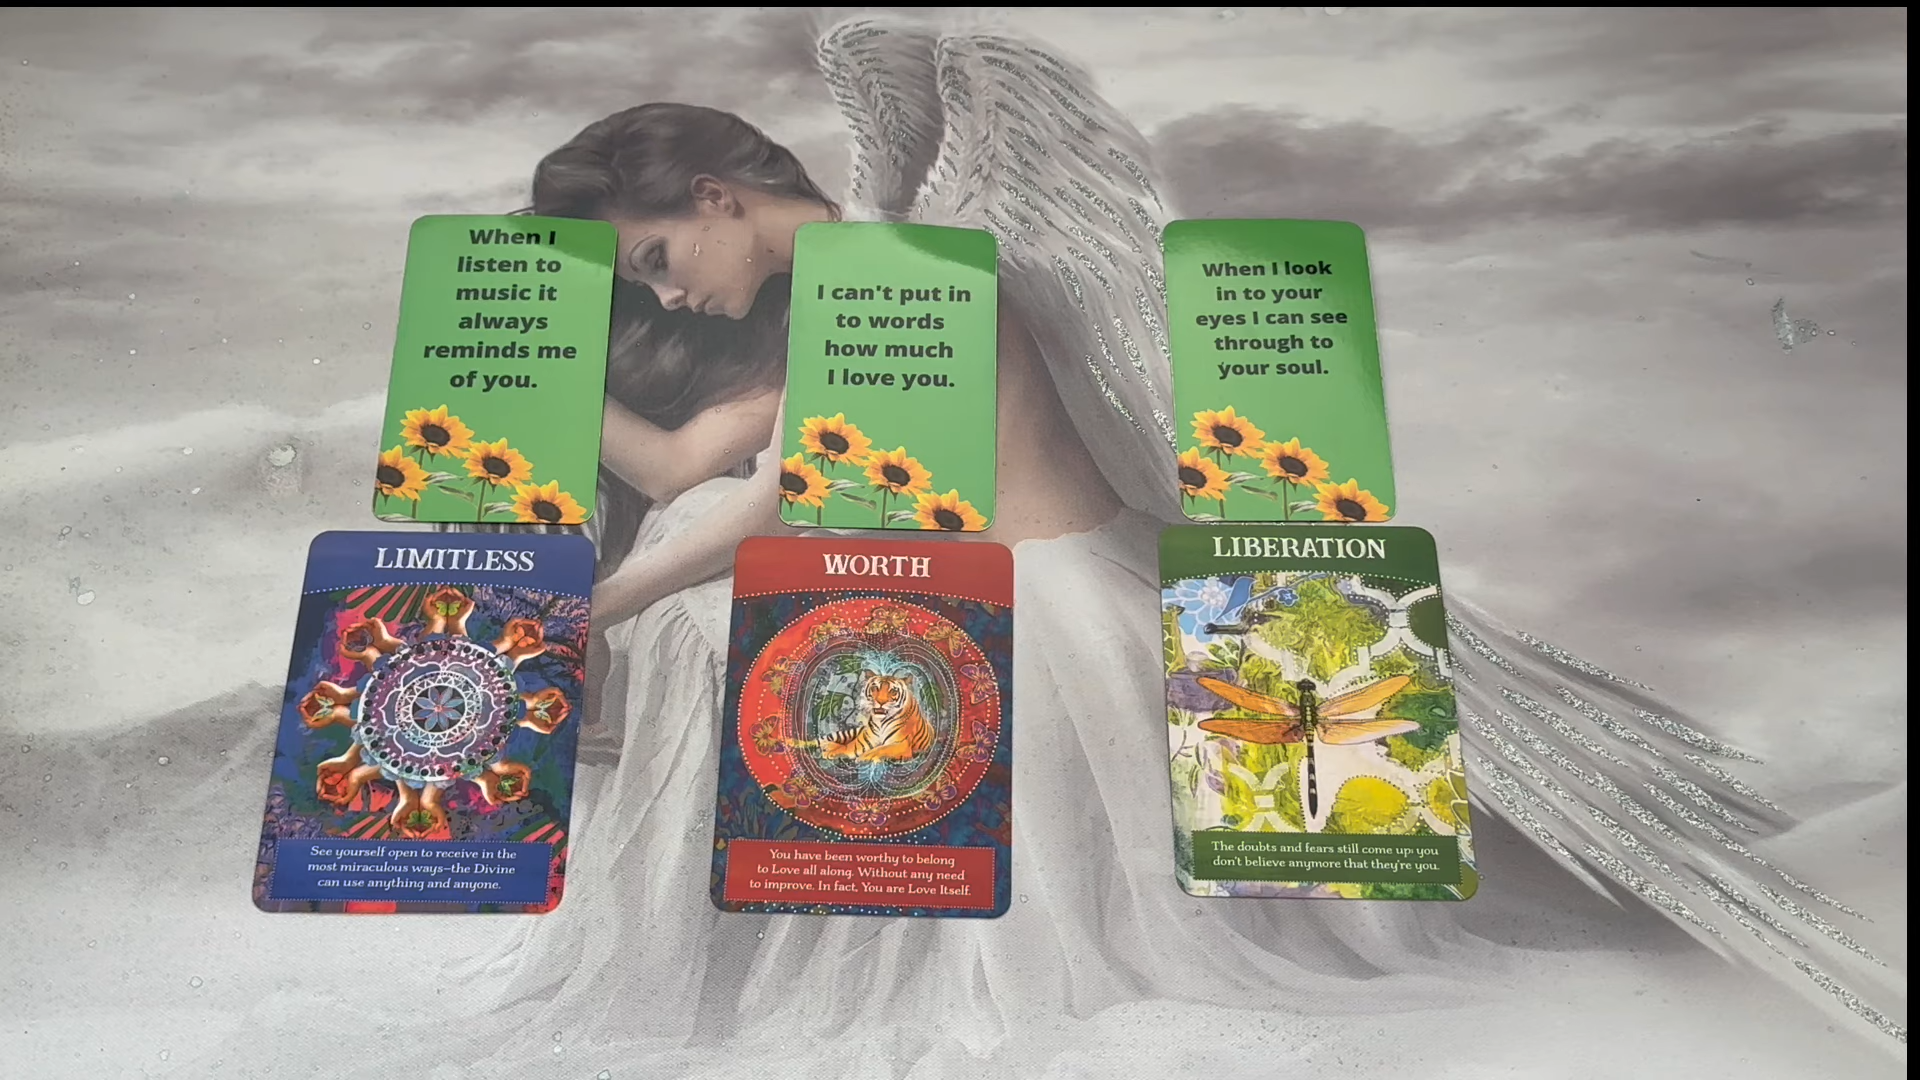 When I
listen to
music it
always
reminds me
of you.
I can't put in
to words
how much
I love you.
When I look
in to your
eyes I can see
through to
your soul.
LIMITLESS
See yourself open to receive in the
most miraculous ways—the Divine
can use anything and anyone.
WORTH
You have been worthy to belong
to Love all along. Without any need
to improve. In fact, You are Love Itself.
LIBERATION
The doubts and fears still come up; you
don't believe anymore that they're you.